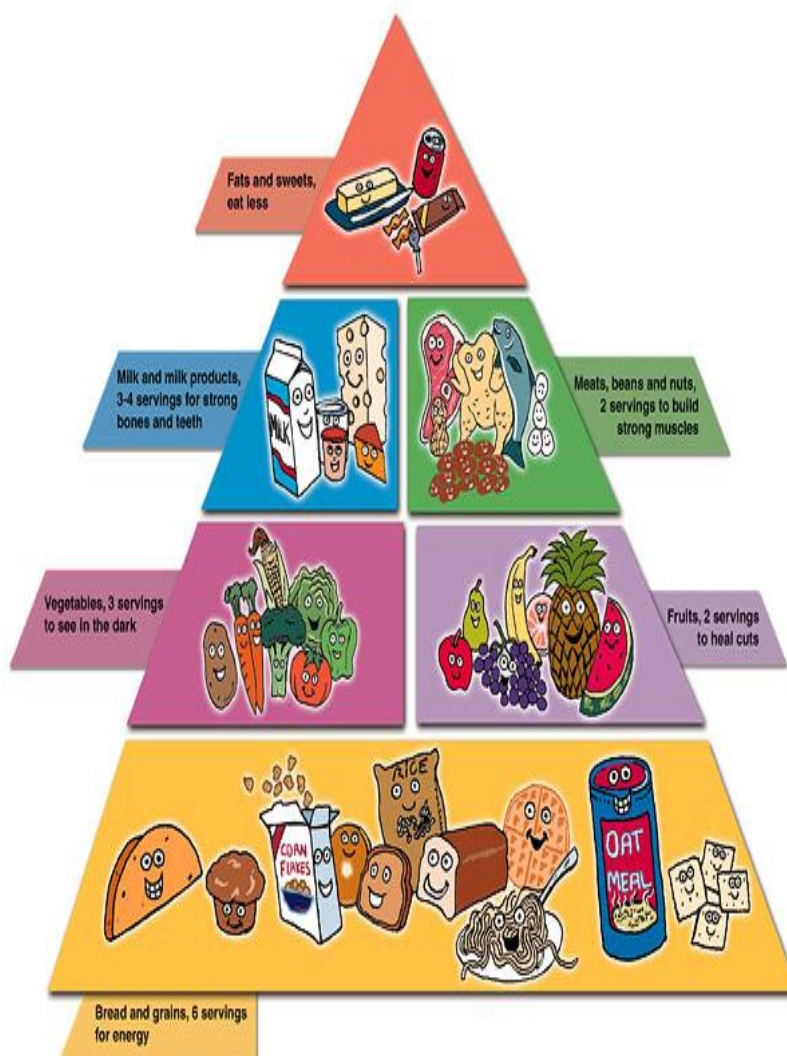 Fats and sweets,
eat less
Milk and milk products,
3-4 servings for strong
bones and teeth
MILK
Meats, beans and nuts,
2 servings to build
strong muscles
Vegetables, 3 servings
to see in the dark
Fruits, 2 servings
to heal cuts
RICE
CORN
FLAKES
OAT
MEAL
Bread and grains, 6 servings
for energy